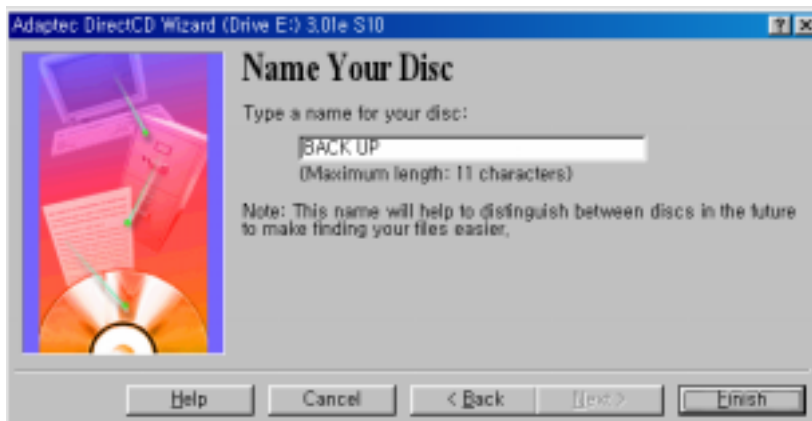 Adaptec DirectCD Wizard (Drive E:) 3.01e S10
Name Your Disc
Type a name for your disc:
BACK UP
(Maximum length: 11 characters)
Note: This name will help to distinguish between discs in the future
to make finding your files easier.
Help Cancel < Back Next > Finish